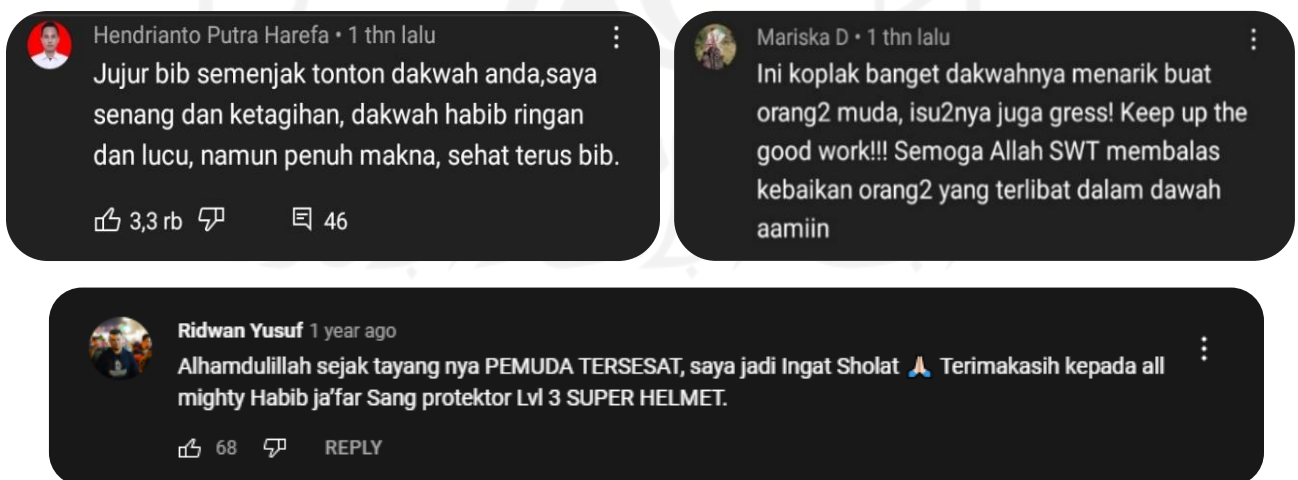 Hendrianto Putra Harefa • 1 thn lalu
Jujur bib semenjak tonton dakwah anda,saya
senang dan ketagihan, dakwah habib ringan
dan lucu, namun penuh makna, sehat terus bib.
3,3 rb 46
Mariska D • 1 thn lalu
Ini koplak banget dakwahnya menarik buat
orang2 muda, isu2nya juga gress! Keep up the
good work!!! Semoga Allah SWT membalas
kebaikan orang2 yang terlibat dalam dawah
aamiin
Ridwan Yusuf 1 year ago
Alhamdulillah sejak tayang nya PEMUDA TERSESAT, saya jadi Ingat Sholat 🙏🏻 Terimakasih kepada all
mighty Habib ja'far Sang protektor Lvl 3 SUPER HELMET.
68 REPLY